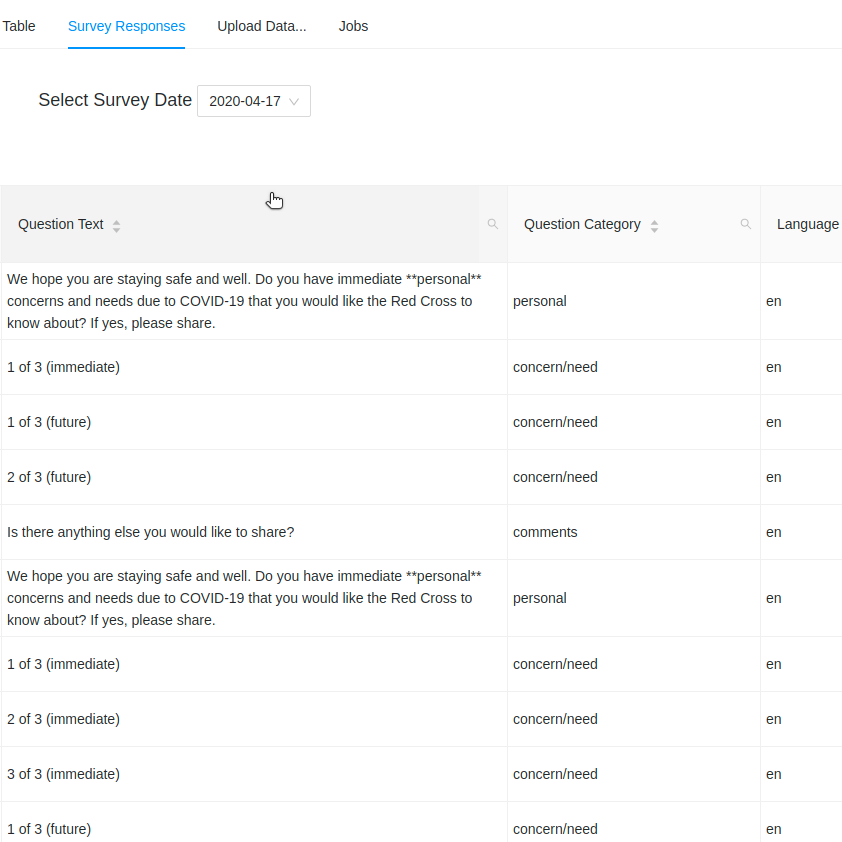 Table Survey Responses Upload Data... Jobs
Select Survey Date 2020-04-17
Question Text Question Category Language
We hope you are staying safe and well. Do you have immediate **personal**
concerns and needs due to COVID-19 that you would like the Red Cross to
know about? If yes, please share.
personal
en
1 of 3 (immediate) concern/need en
1 of 3 (future) concern/need en
2 of 3 (future) concern/need en
Is there anything else you would like to share? comments en
We hope you are staying safe and well. Do you have immediate **personal**
concerns and needs due to COVID-19 that you would like the Red Cross to
know about? If yes, please share.
personal
en
1 of 3 (immediate) concern/need en
2 of 3 (immediate) concern/need en
3 of 3 (immediate) concern/need en
1 of 3 (future) concern/need en